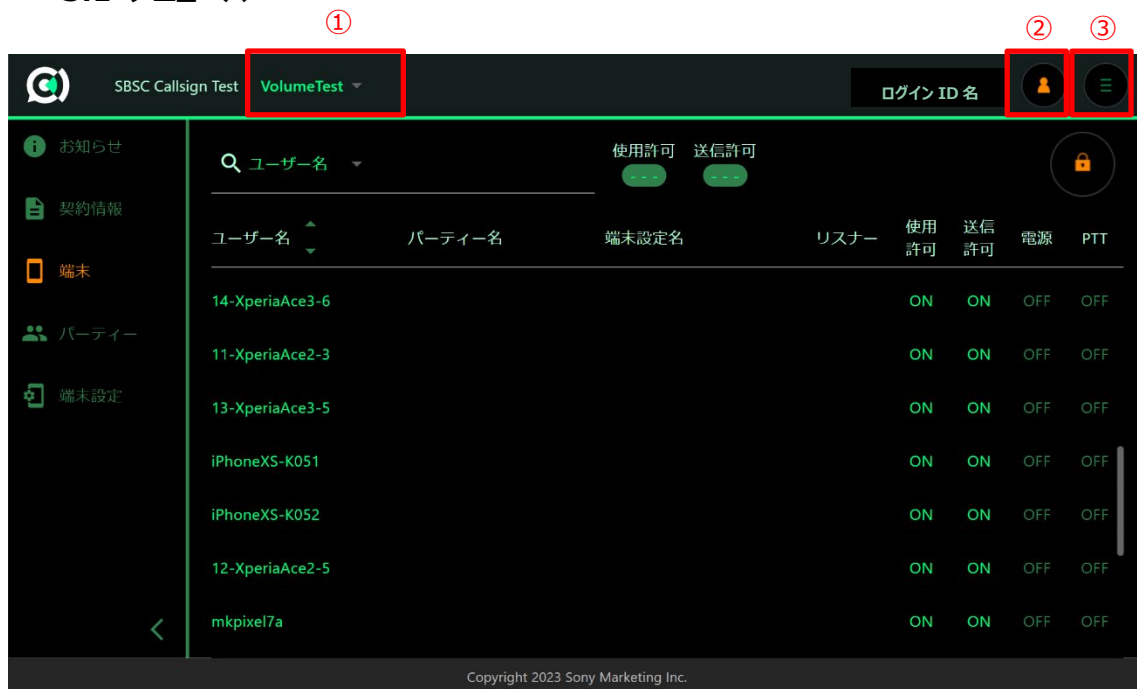 ① ② ③
SBSC Callsign Test VolumeTest ログイン ID 名
お知らせ
契約情報
端末
パーティー
端末設定
ユーザー名 使用許可 送信許可
--- ---
ユーザー名 パーティー名 端末設定名 リスナー 使用許可 送信許可 電源 PTT
14-XperiaAce3-6 ON ON OFF OFF
11-XperiaAce2-3 ON ON OFF OFF
13-XperiaAce3-5 ON ON OFF OFF
iPhoneXS-K051 ON ON OFF OFF
iPhoneXS-K052 ON ON OFF OFF
12-XperiaAce2-5 ON ON OFF OFF
mkpixel7a ON ON OFF OFF
Copyright 2023 Sony Marketing Inc.